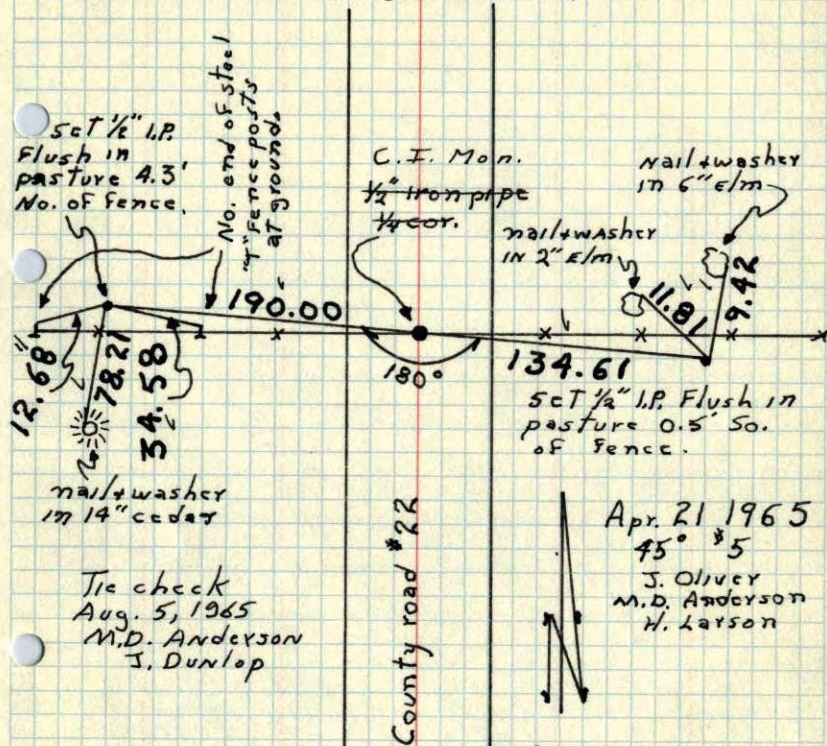 Set 1/2" I.P.
Flush in
pasture 4.3'
No. of fence.
No. end of steel
"T" fence posts
at ground.
C.I. Mon.
1/2" iron pipe
1/4 cor.
nail + washer
in 6" Elm
nail + washer
in 2" Elm
190.00
11.81
9.42
12.68
78.21
34.58
180°
134.61
Set 1/2" I.P. Flush in
pasture 0.5' So.
of Fence.
nail + washer
in 14" cedar
County road #22
Tie check
Aug. 5, 1965
M.D. Anderson
J. Dunlop
N
Apr. 21 1965
45° #5
J. Oliver
M.D. Anderson
H. Larson